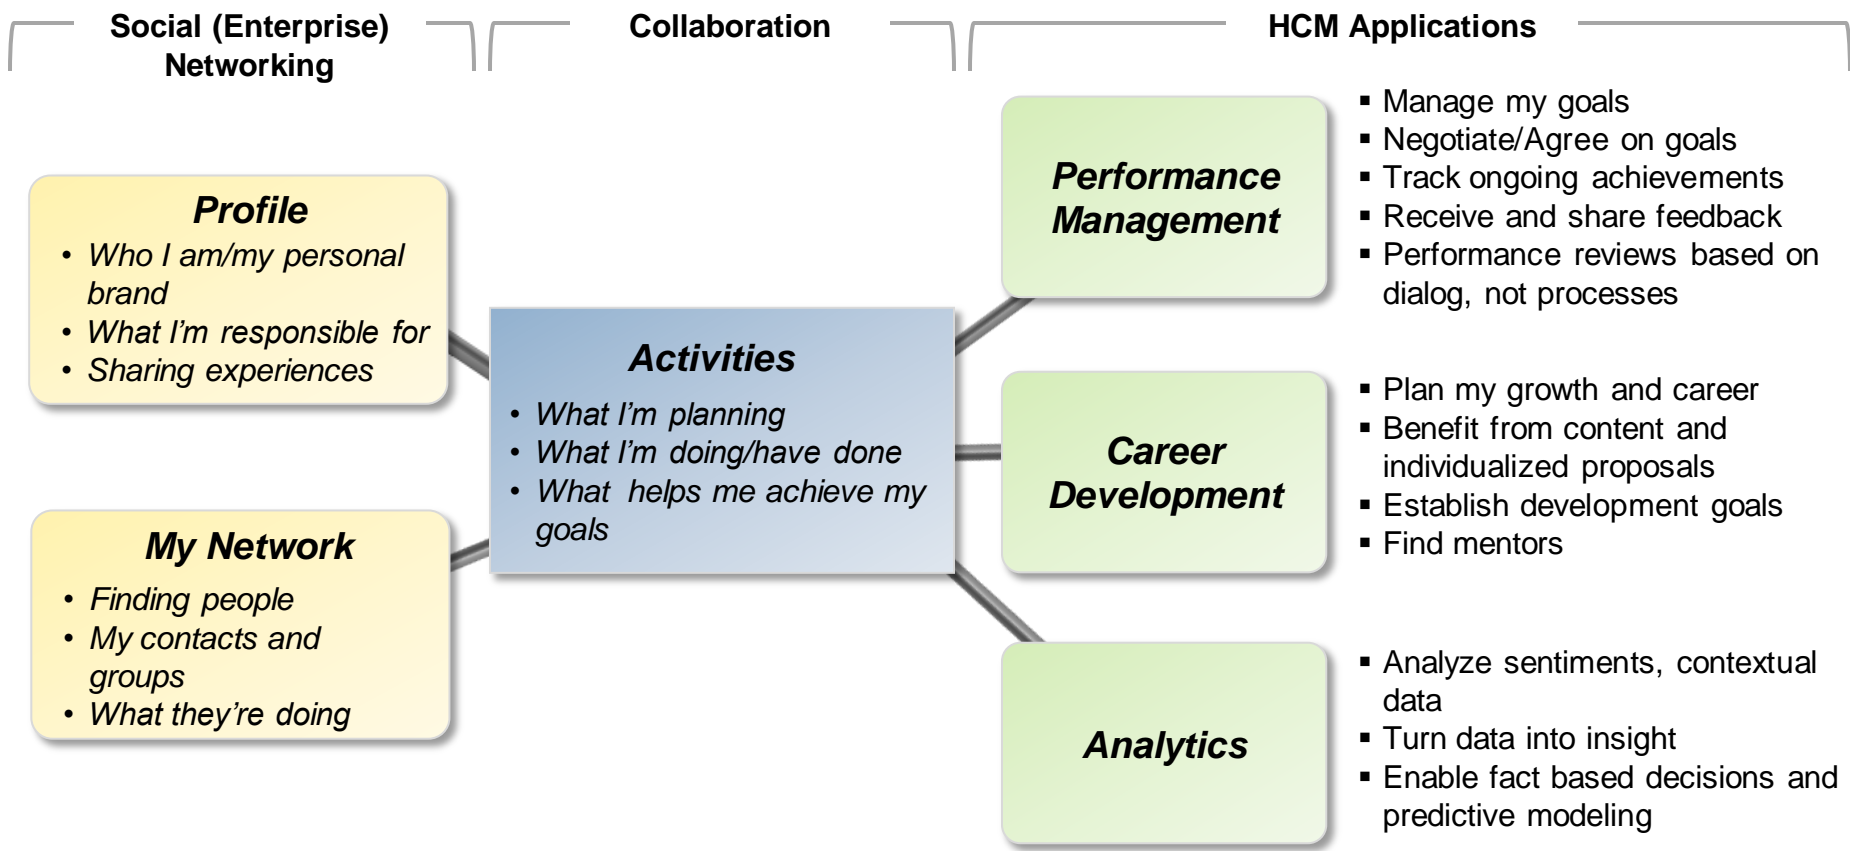 Social (Enterprise)
Networking
Collaboration
HCM Applications
Profile
• Who I am/my personal
brand
• What I’m responsible for
• Sharing experiences
My Network
• Finding people
• My contacts and
groups
• What they’re doing
Activities
• What I’m planning
• What I’m doing/have done
• What  helps me achieve my
goals
Performance
Management
▪ Manage my goals
▪ Negotiate/Agree on goals
▪ Track ongoing achievements
▪ Receive and share feedback
▪ Performance reviews based on
dialog, not processes
Career
Development
▪ Plan my growth and career
▪ Benefit from content and
individualized proposals
▪ Establish development goals
▪ Find mentors
Analytics
▪ Analyze sentiments, contextual
data
▪ Turn data into insight
▪ Enable fact based decisions and
predictive modeling